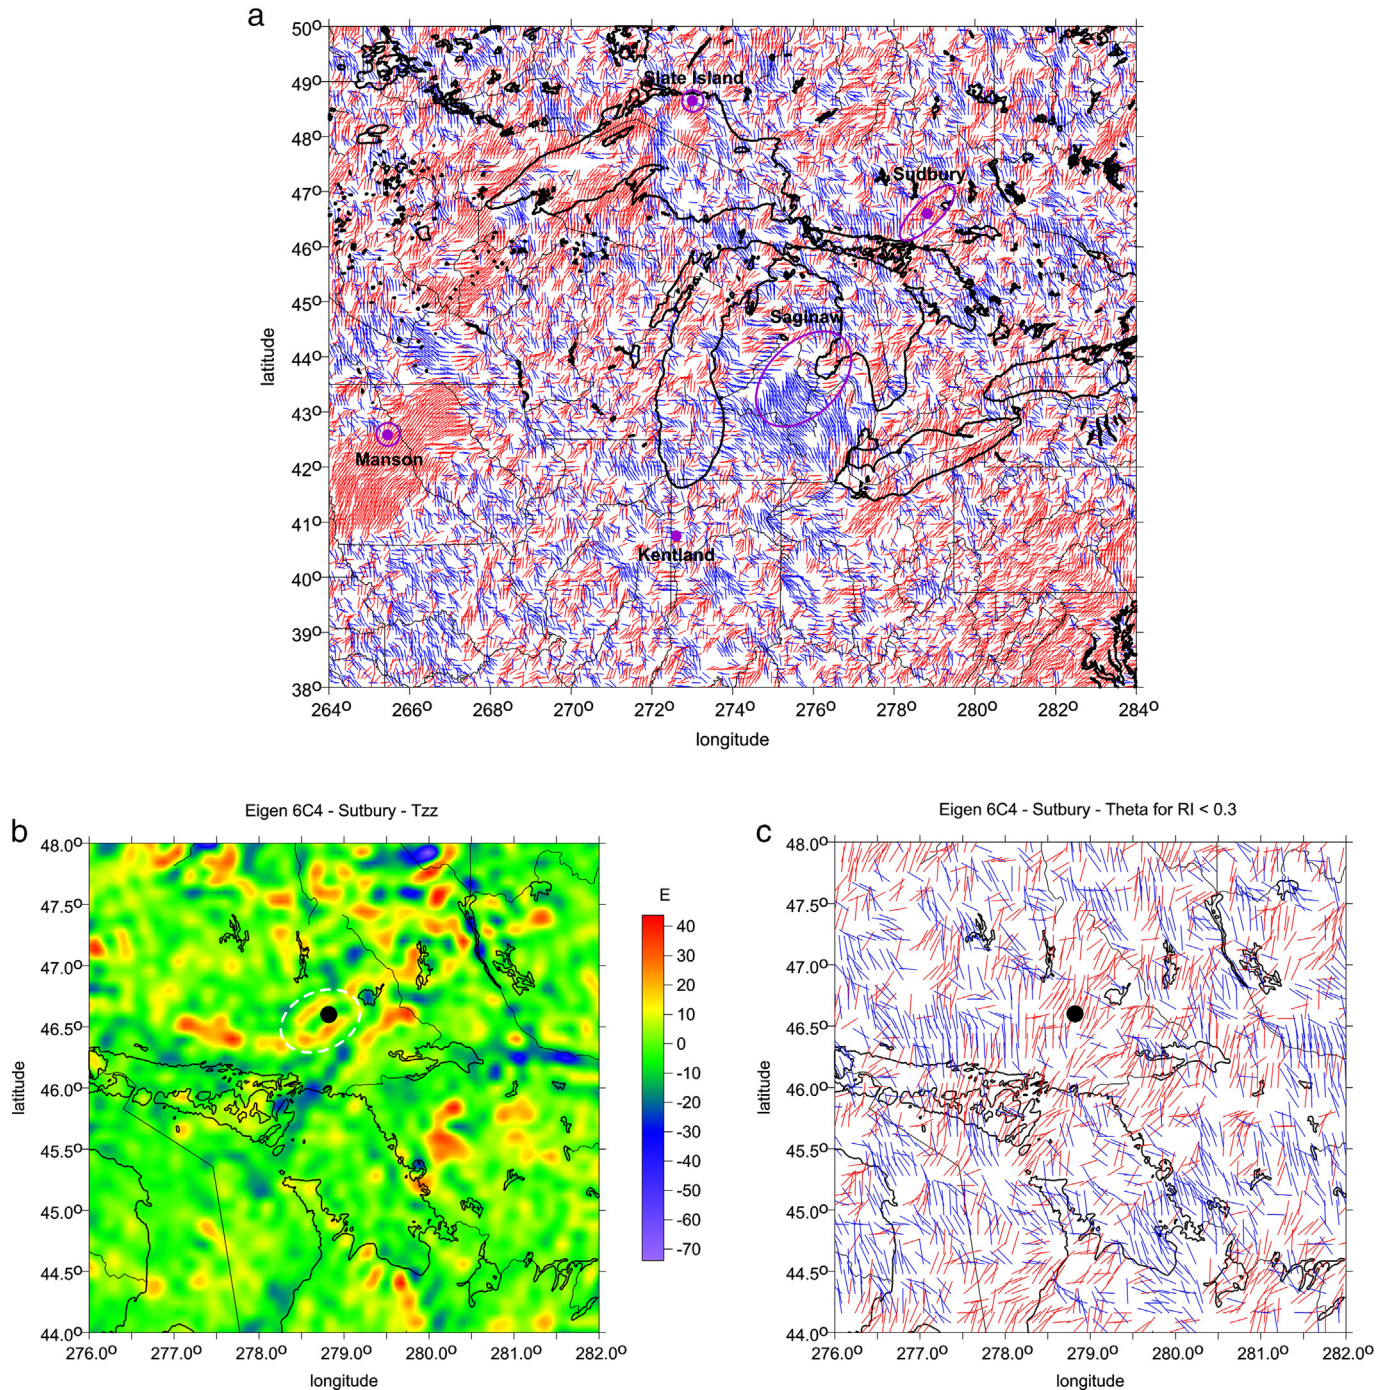 a
50°
49°
48°
47°
46°
45°
44°
43°
42°
41°
40°
39°
38°
latitude
Slate Island
Sudbury
Saginaw
Manson
Kentland
264° 266° 268° 270° 272° 274° 276° 278° 280° 282° 284°
longitude
b
Eigen 6C4 - Sutbury - Tzz
48.0°
47.5°
47.0°
46.5°
46.0°
45.5°
45.0°
44.5°
44.0°
latitude
276.0° 277.0° 278.0° 279.0° 280.0° 281.0° 282.0°
longitude
E
40
30
20
10
0
-10
-20
-30
-40
-50
-60
-70
c
Eigen 6C4 - Sutbury - Theta for RI < 0.3
48.0°
47.5°
47.0°
46.5°
46.0°
45.5°
45.0°
44.5°
44.0°
latitude
276.0° 277.0° 278.0° 279.0° 280.0° 281.0° 282.0°
longitude